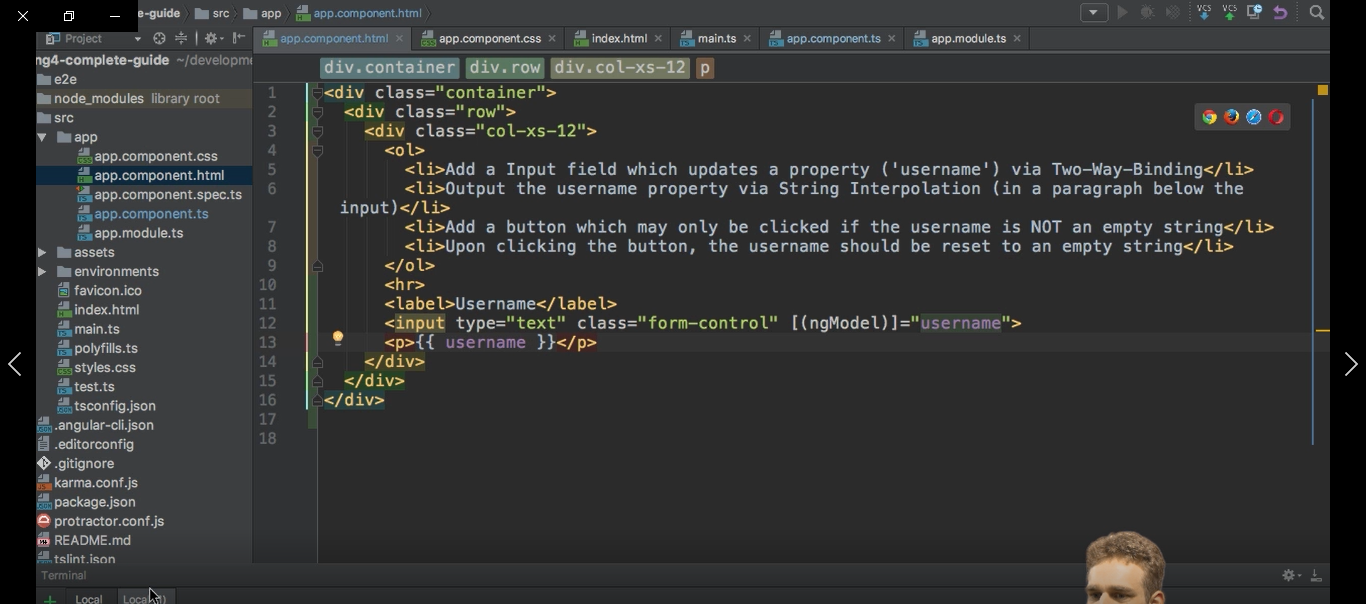 e-guide src app app.component.html
Project
app.component.html app.component.css index.html main.ts app.component.ts app.module.ts
VCS VCS
ng4-complete-guide ~/developme
e2e
node_modules library root
src
app
app.component.css
app.component.html
app.component.spec.ts
app.component.ts
app.module.ts
assets
environments
favicon.ico
index.html
main.ts
polyfills.ts
styles.css
test.ts
tsconfig.json
.angular-cli.json
.editorconfig
.gitignore
karma.conf.js
package.json
protractor.conf.js
README.md
tslint.json
div.container div.row div.col-xs-12 p
1 <div class="container">
2 <div class="row">
3 <div class="col-xs-12">
4 <ol>
5 <li>Add a Input field which updates a property ('username') via Two-Way-Binding</li>
6 <li>Output the username property via String Interpolation (in a paragraph below the
input)</li>
7 <li>Add a button which may only be clicked if the username is NOT an empty string</li>
8 <li>Upon clicking the button, the username should be reset to an empty string</li>
9 </ol>
10 <hr>
11 <label>Username</label>
12 <input type="text" class="form-control" [(ngModel)]="username">
13 <p>{{ username }}</p>
14 </div>
15 </div>
16 </div>
17
18
Terminal
+ Local